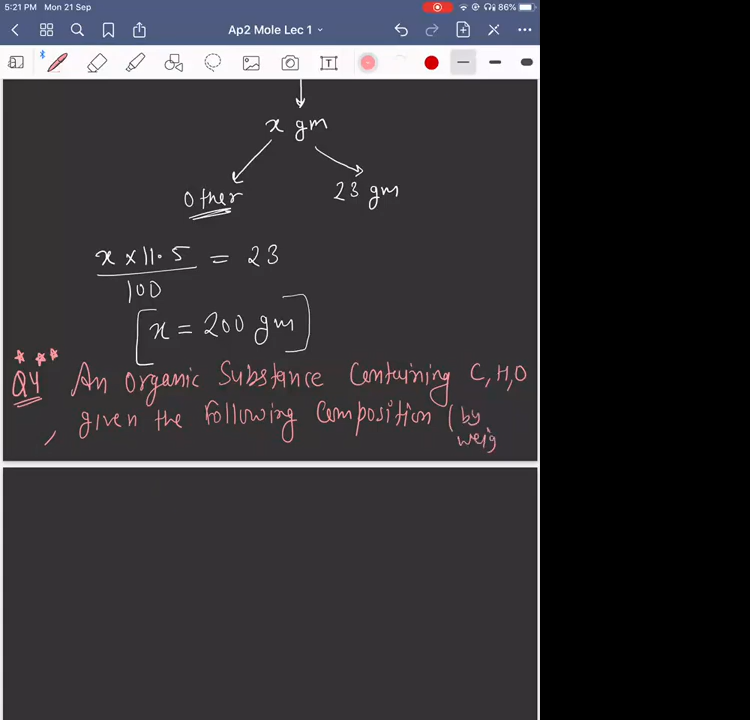 5:21 PM Mon 21 Sep
86%
Ap2 Mole Lec 1
T
x gm
Other
23 gm
x × 11.5 = 23
100
[x = 200 gm]
Q4 An Organic Substance Containing C, H, O
given the following Composition (by
weig